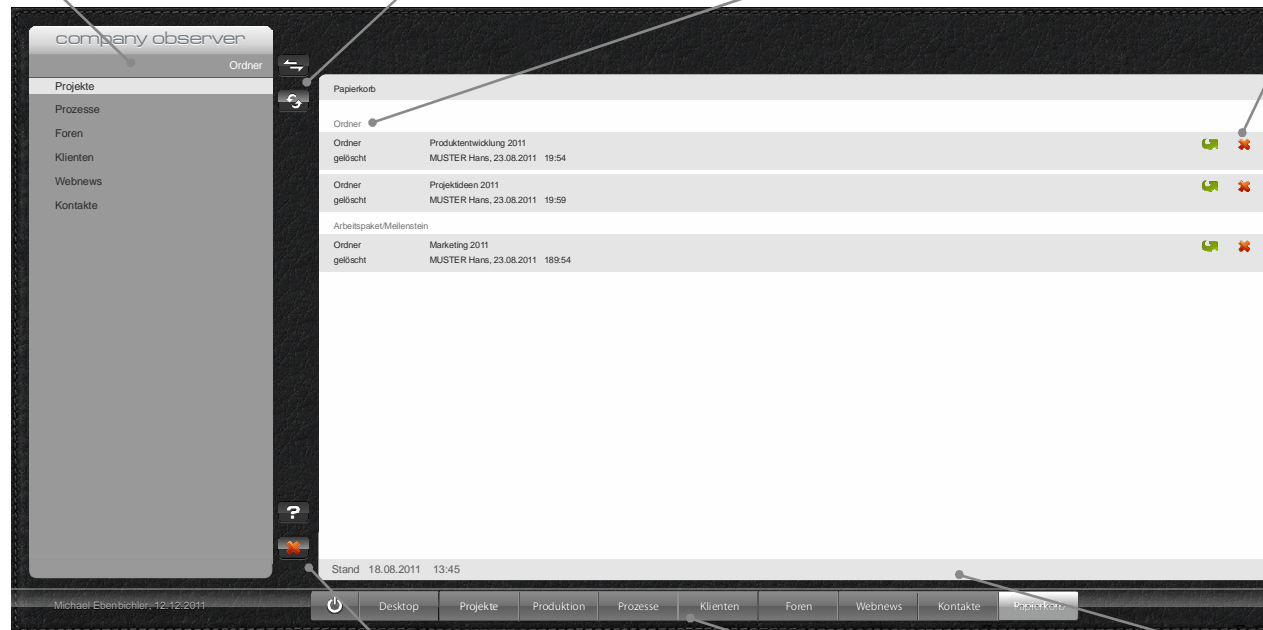 company observer
Ordner
Projekte
Prozesse
Foren
Klienten
Webnews
Kontakte
Papierkorb
Ordner
Ordner Produktentwicklung 2011
gelöscht MUSTER Hans, 23.08.2011 19:54
Ordner Projektideen 2011
gelöscht MUSTER Hans, 23.08.2011 19:59
Arbeitspaket/Meilenstein
Ordner Marketing 2011
gelöscht MUSTER Hans, 23.08.2011 189:54
?
Stand 18.08.2011 13:45
Michael Ebenbichler, 12.12.2011
Desktop Projekte Produktion Prozesse Klienten Foren Webnews Kontakte Papierkorb